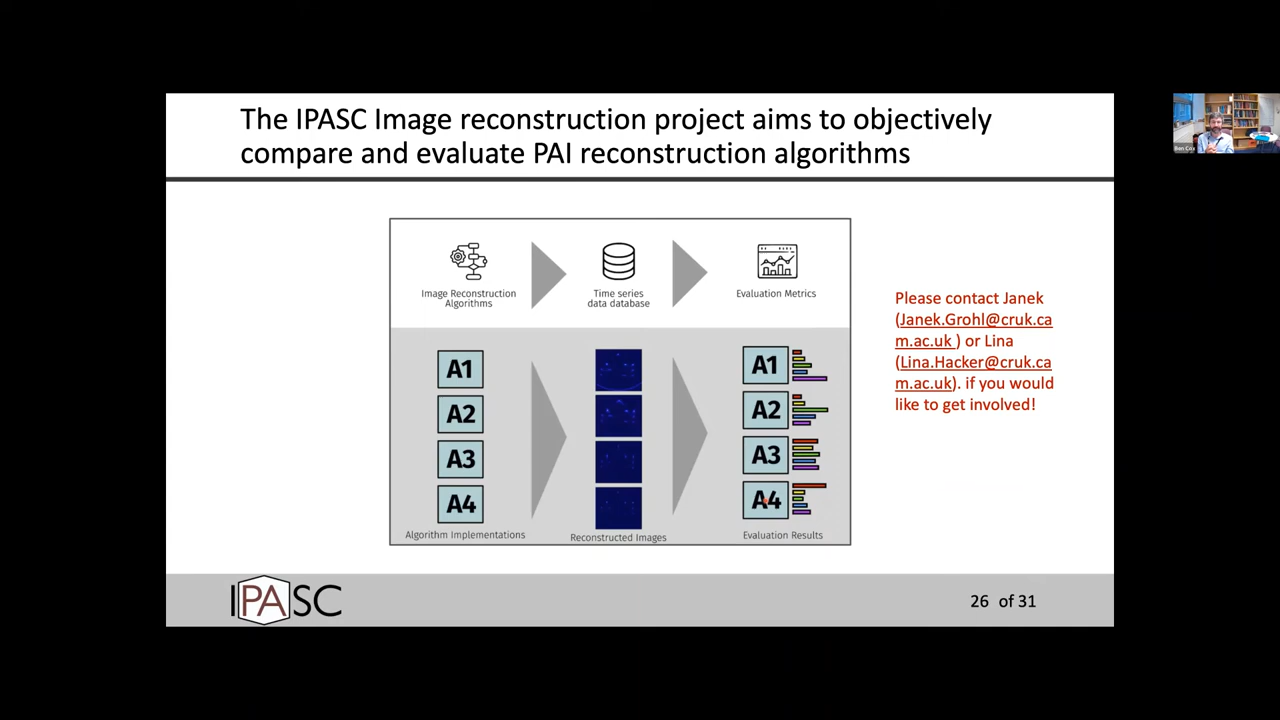 The IPASC Image reconstruction project aims to objectively
compare and evaluate PAI reconstruction algorithms
Ben Cox
Image Reconstruction
Algorithms
Time series
data database
Evaluation Metrics
Please contact Janek
(Janek.Grohl@cruk.ca
m.ac.uk ) or Lina
(Lina.Hacker@cruk.ca
m.ac.uk). if you would
like to get involved!
A1
A2
A3
A4
A1
A2
A3
A4
Algorithm Implementations
Reconstructed Images
Evaluation Results
IPASC
26 of 31